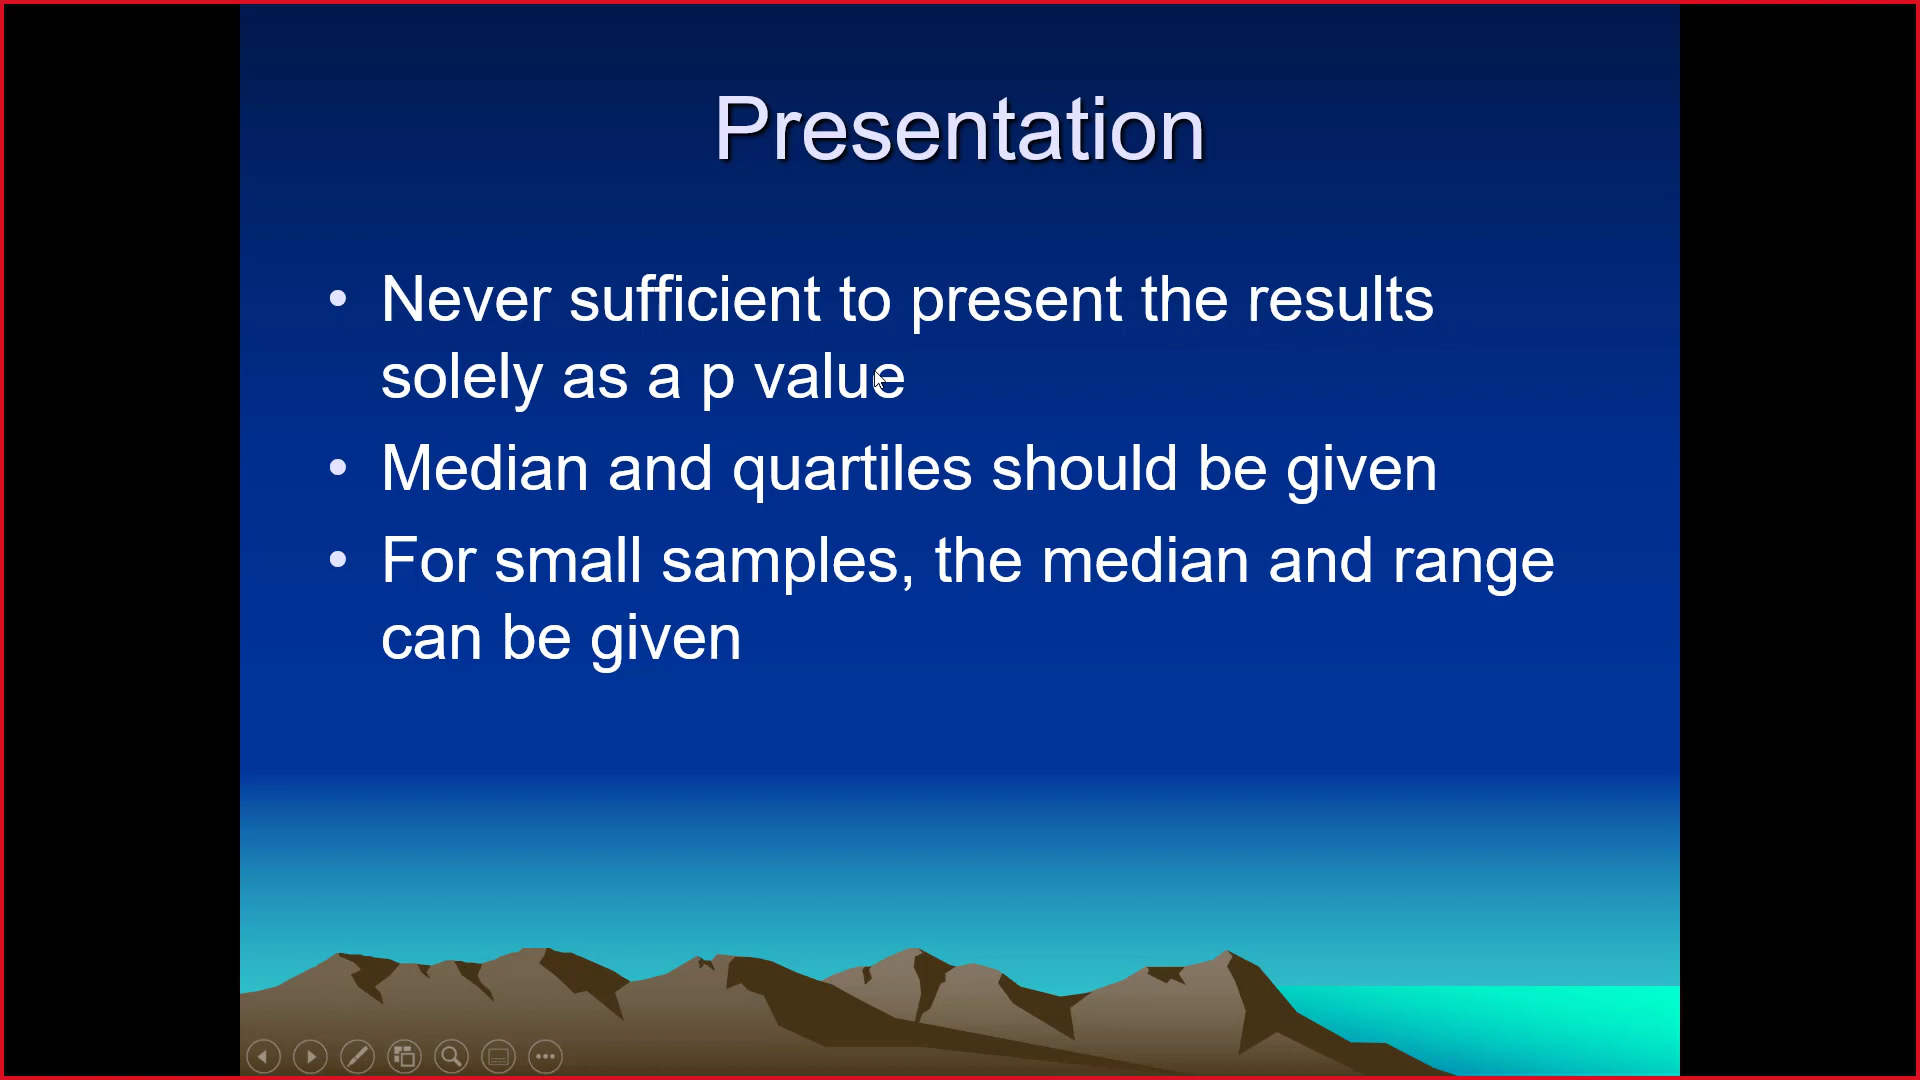 Presentation
• Never sufficient to present the results
solely as a p value
• Median and quartiles should be given
• For small samples, the median and range
can be given